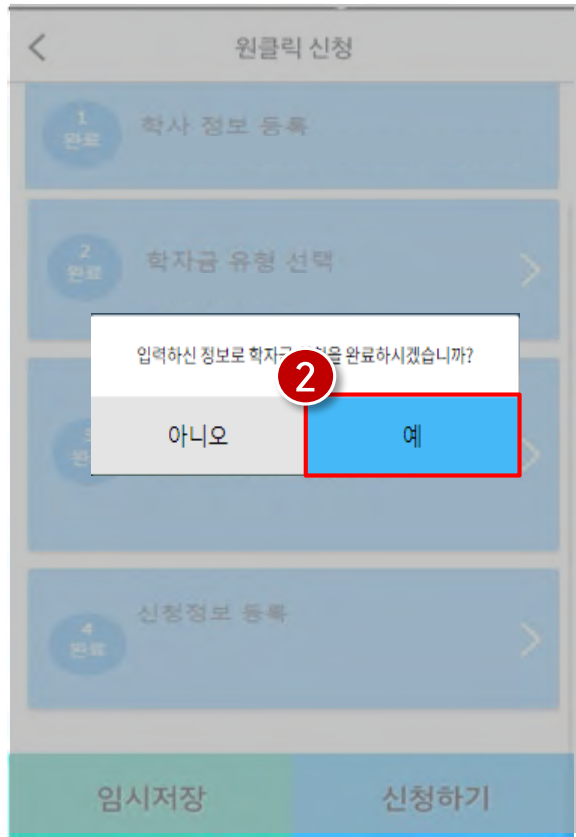 원클릭 신청
1
완료
학사 정보 등록
2
완료
학자금 유형 선택
입력하신 정보로 학자금 완료하시겠습니까?
2
아니오
예
4
완료
신청정보 등록
임시저장
신청하기